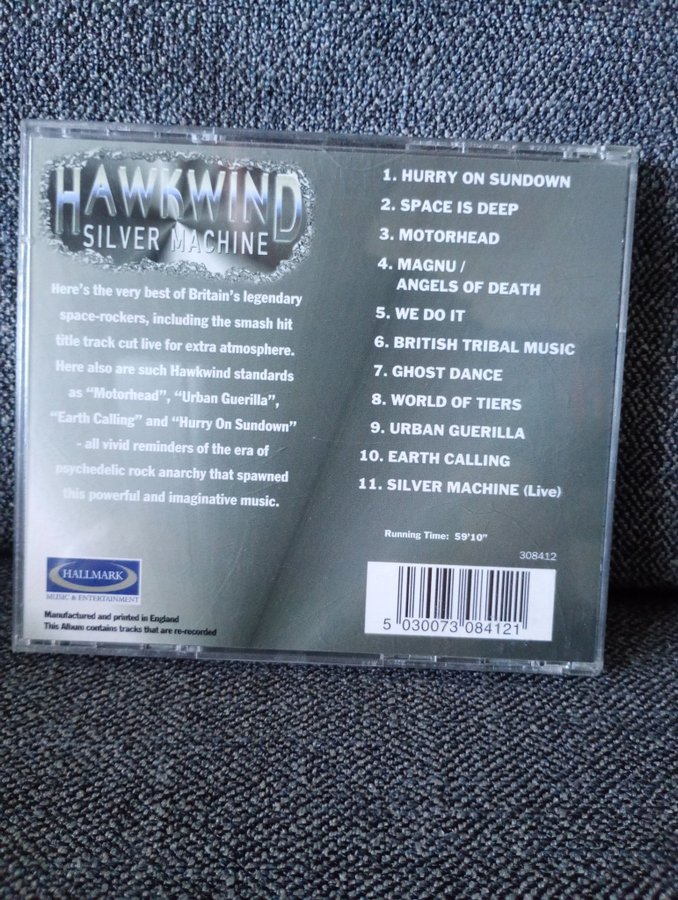 HAWKWIND
SILVER MACHINE
Here's the very best of Britain's legendary
space-rockers, including the smash hit
title track cut live for extra atmosphere.
Here also are such Hawkwind standards
as "Motorhead", "Urban Guerilla",
"Earth Calling" and "Hurry On Sundown"
- all vivid reminders of the era of
psychedelic rock anarchy that spawned
this powerful and imaginative music.
HALLMARK
MUSIC & ENTERTAINMENT
Manufactured and printed in England
This Album contains tracks that are re-recorded
1. HURRY ON SUNDOWN
2. SPACE IS DEEP
3. MOTORHEAD
4. MAGNU /
ANGELS OF DEATH
5. WE DO IT
6. BRITISH TRIBAL MUSIC
7. GHOST DANCE
8. WORLD OF TIERS
9. URBAN GUERILLA
10. EARTH CALLING
11. SILVER MACHINE (Live)
Running Time: 59'10"
308412
5 030073 084121